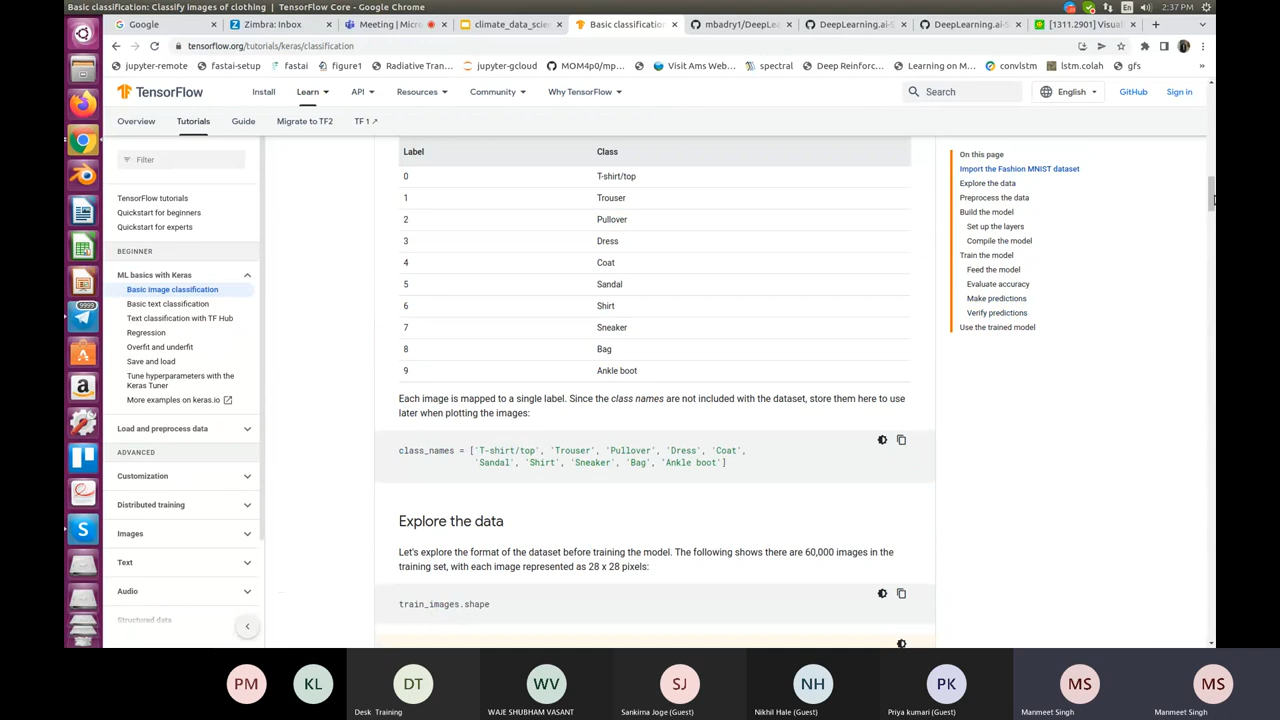 Basic classification: Classify images of clothing | TensorFlow Core - Google Chrome
En
2:37 PM
Google
Zimbra: Inbox
Meeting | Micro
climate_data_scie
Basic classification
mbadry1/DeepLe
DeepLearning.ai-S
DeepLearning.ai-S
[1311.2901] Visual
tensorflow.org/tutorials/keras/classification
jupyter-remote
fastai-setup
fastai
figure1
Radiative Tran...
jupyter-gcloud
MOM4p0/mp...
Visit Ams Web...
spectral
Deep Reinforc...
Learning on M...
convlstm
lstm.colah
gfs
»
TensorFlow
Install
Learn
API
Resources
Community
Why TensorFlow
Search
English
GitHub
Sign in
Overview
Tutorials
Guide
Migrate to TF2
TF 1 ↗
Filter
TensorFlow tutorials
Quickstart for beginners
Quickstart for experts
BEGINNER
ML basics with Keras
Basic image classification
Basic text classification
Text classification with TF Hub
Regression
Overfit and underfit
Save and load
Tune hyperparameters with the
Keras Tuner
More examples on keras.io
Load and preprocess data
ADVANCED
Customization
Distributed training
Images
Text
Audio
Structured data
Label Class
0 T-shirt/top
1 Trouser
2 Pullover
3 Dress
4 Coat
5 Sandal
6 Shirt
7 Sneaker
8 Bag
9 Ankle boot
Each image is mapped to a single label. Since the class names are not included with the dataset, store them here to use
later when plotting the images:
class_names = ['T-shirt/top', 'Trouser', 'Pullover', 'Dress', 'Coat',
'Sandal', 'Shirt', 'Sneaker', 'Bag', 'Ankle boot']
Explore the data
Let's explore the format of the dataset before training the model. The following shows there are 60,000 images in the
training set, with each image represented as 28 x 28 pixels:
train_images.shape
On this page
Import the Fashion MNIST dataset
Explore the data
Preprocess the data
Build the model
Set up the layers
Compile the model
Train the model
Feed the model
Evaluate accuracy
Make predictions
Verify predictions
Use the trained model
9999
a
S
PM
KL
DT
WV
SJ
NH
PK
MS
MS
Desk Training
WAJE SHUBHAM VASANT
Sankirna Joge (Guest)
Nikhil Hale (Guest)
Priya kumari (Guest)
Manmeet Singh
Manmeet Singh